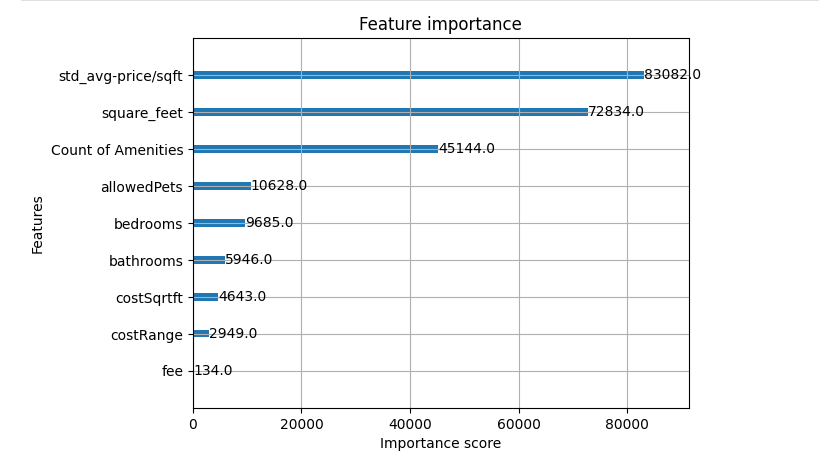 Feature importance
std_avg-price/sqft 83082.0
square_feet 72834.0
Count of Amenities 45144.0
allowedPets 10628.0
bedrooms 9685.0
bathrooms 5946.0
costSqrtft 4643.0
costRange 2949.0
fee 134.0
Features
0 20000 40000 60000 80000
Importance score